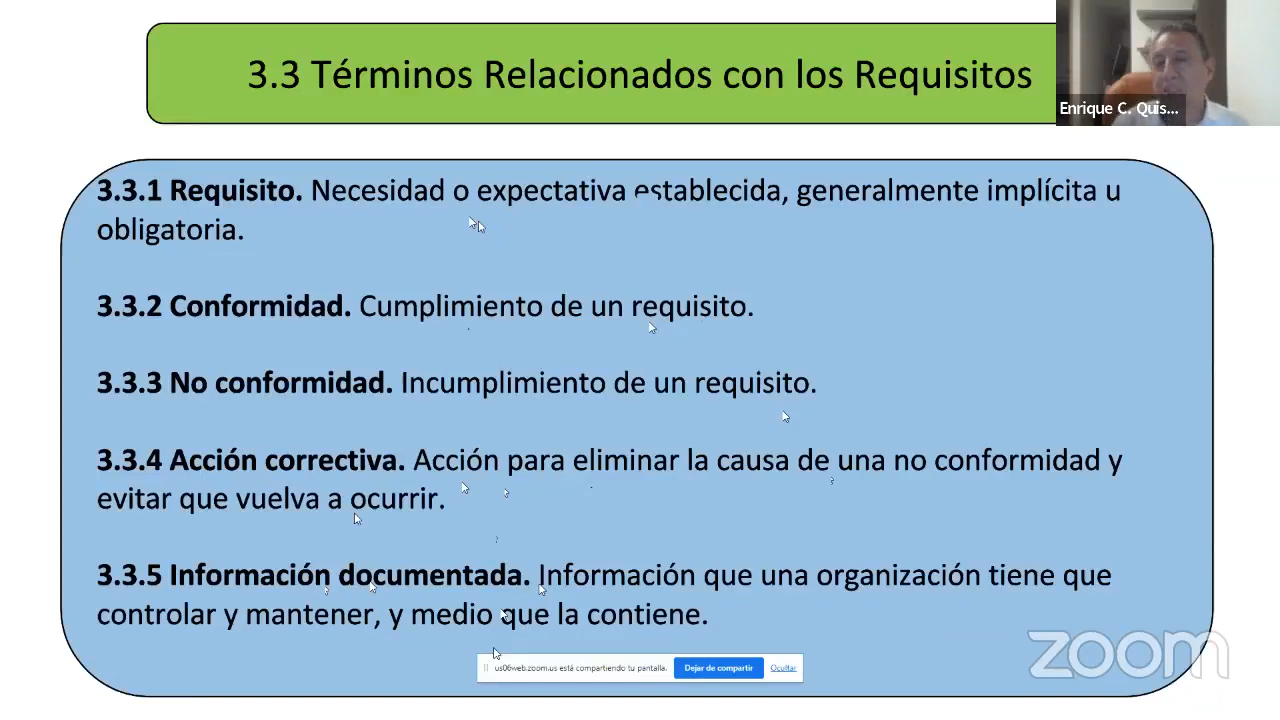 3.3 Términos Relacionados con los Requisitos
Enrique C. Quis...
3.3.1 Requisito. Necesidad o expectativa establecida, generalmente implícita u
obligatoria.
3.3.2 Conformidad. Cumplimiento de un requisito.
3.3.3 No conformidad. Incumplimiento de un requisito.
3.3.4 Acción correctiva. Acción para eliminar la causa de una no conformidad y
evitar que vuelva a ocurrir.
3.3.5 Información documentada. Información que una organización tiene que
controlar y mantener, y medio que la contiene.
us06web.zoom.us está compartiendo tu pantalla. Dejar de compartir Ocultar
zoom